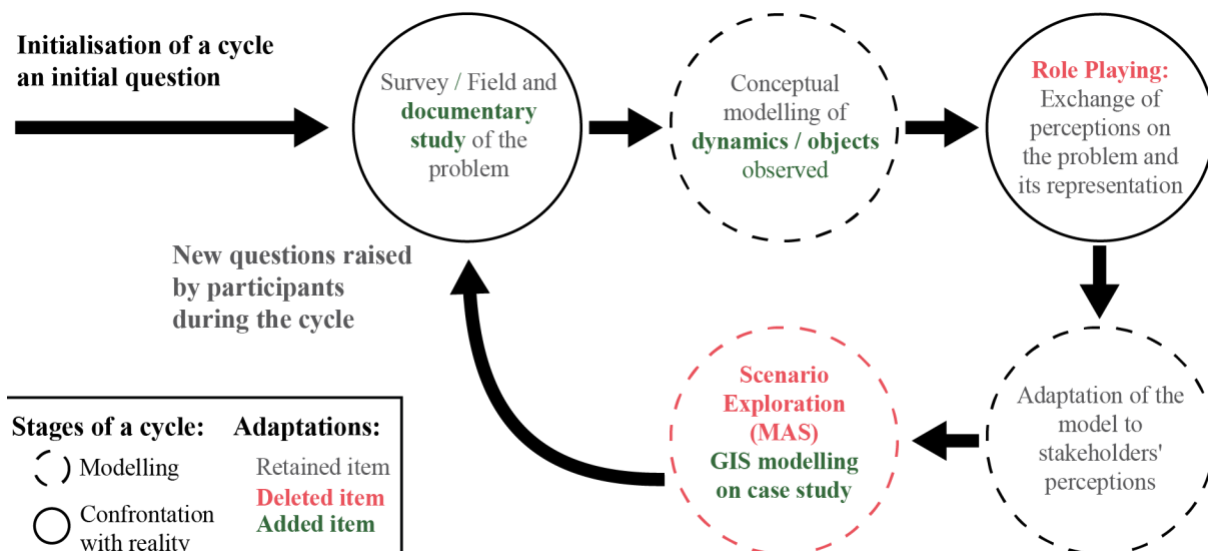 Initialisation of a cycle
an initial question
Survey / Field and
documentary
study of the
problem
Conceptual
modelling of
dynamics / objects
observed
Role Playing:
Exchange of
perceptions on
the problem and
its representation
Adaptation of the
model to
stakeholders'
perceptions
Scenario
Exploration
(MAS)
GIS modelling
on case study
New questions raised
by participants
during the cycle
Stages of a cycle:
Modelling
Confrontation
with reality
Adaptations:
Retained item
Deleted item
Added item